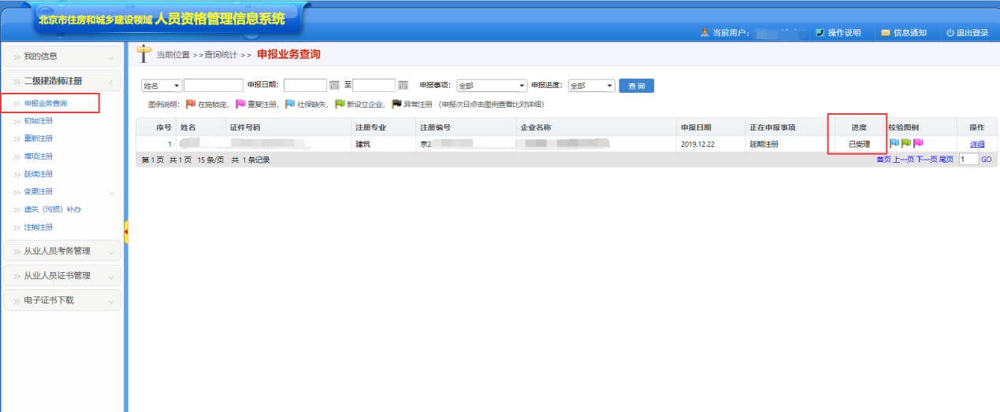 北京市住房和城乡建设领域 人员资格管理信息系统
当前用户： 操作说明 信息通知 退出登录
我的信息
二级建造师注册
申报业务查询
初始注册
重新注册
增项注册
延续注册
变更注册
遗失（污损）补办
注销注册
从业人员考务管理
从业人员证书管理
电子证书下载
当前位置 >>查询统计 >> 申报业务查询
姓名 申报日期： 至 申报事项： 全部 申报进度： 全部 查询
图例说明： 在施锁定， 重复注册， 社保缺失， 新设立企业， 异常注册 （申报次日点击图例查看比对详细）
序号 姓名 证件号码 注册专业 注册编号 企业名称 申报日期 正在申报事项 进度 校验图例 操作
1 建筑 京2 2019.12.22 延期注册 已受理 详细
第1页 共1页 15条/页 共 1条记录 首页 上一页 下一页 尾页 1 GO